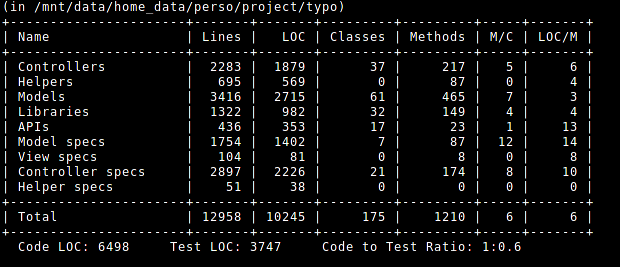 (in /mnt/data/home_data/perso/project/typo)
+----------------------+-------+-------+---------+---------+-----+-------+
| Name                 | Lines |   LOC | Classes | Methods | M/C | LOC/M |
+----------------------+-------+-------+---------+---------+-----+-------+
| Controllers          |  2283 |  1879 |      37 |     217 |   5 |     6 |
| Helpers              |   695 |   569 |       0 |      87 |   0 |     4 |
| Models               |  3416 |  2715 |      61 |     465 |   7 |     3 |
| Libraries            |  1322 |   982 |      32 |     149 |   4 |     4 |
| APIs                 |   436 |   353 |      17 |      23 |   1 |    13 |
| Model specs          |  1754 |  1402 |       7 |      87 |  12 |    14 |
| View specs           |   104 |    81 |       0 |       8 |   0 |     8 |
| Controller specs     |  2897 |  2226 |      21 |     174 |   8 |    10 |
| Helper specs         |    51 |    38 |       0 |       0 |   0 |     0 |
+----------------------+-------+-------+---------+---------+-----+-------+
| Total                | 12958 | 10245 |     175 |    1210 |   6 |     6 |
+----------------------+-------+-------+---------+---------+-----+-------+
  Code LOC: 6498     Test LOC: 3747     Code to Test Ratio: 1:0.6